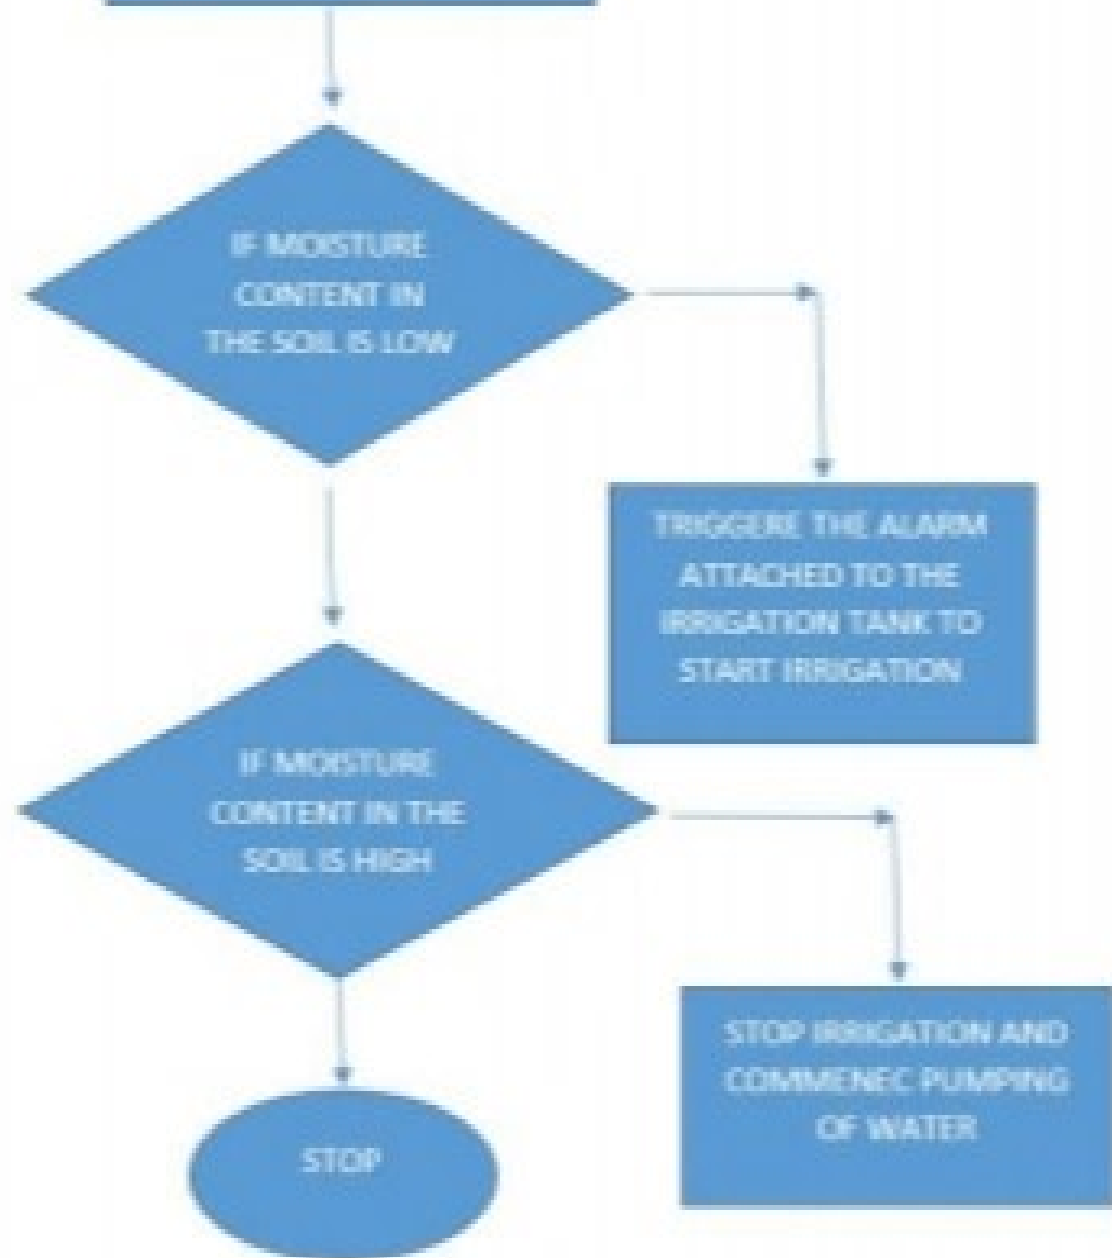 IF MOISTURE
CONTENT IN
THE SOIL IS LOW
TRIGGERE THE ALARM
ATTACHED TO THE
IRRIGATION TANK TO
START IRRIGATION
IF MOISTURE
CONTENT IN THE
SOIL IS HIGH
STOP IRRIGATION AND
COMMENEC PUMPING
OF WATER
STOP